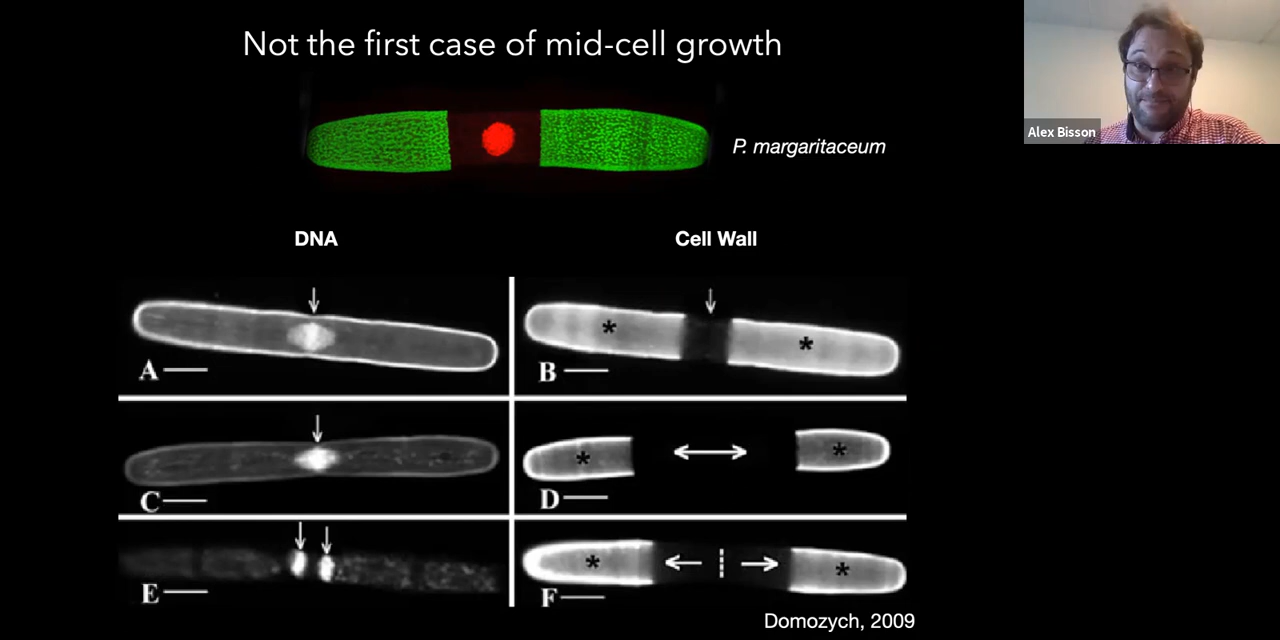 Not the first case of mid-cell growth
Alex Bisson
P. margaritaceum
DNA
Cell Wall
A
B
C
D
E
F
Domozych, 2009